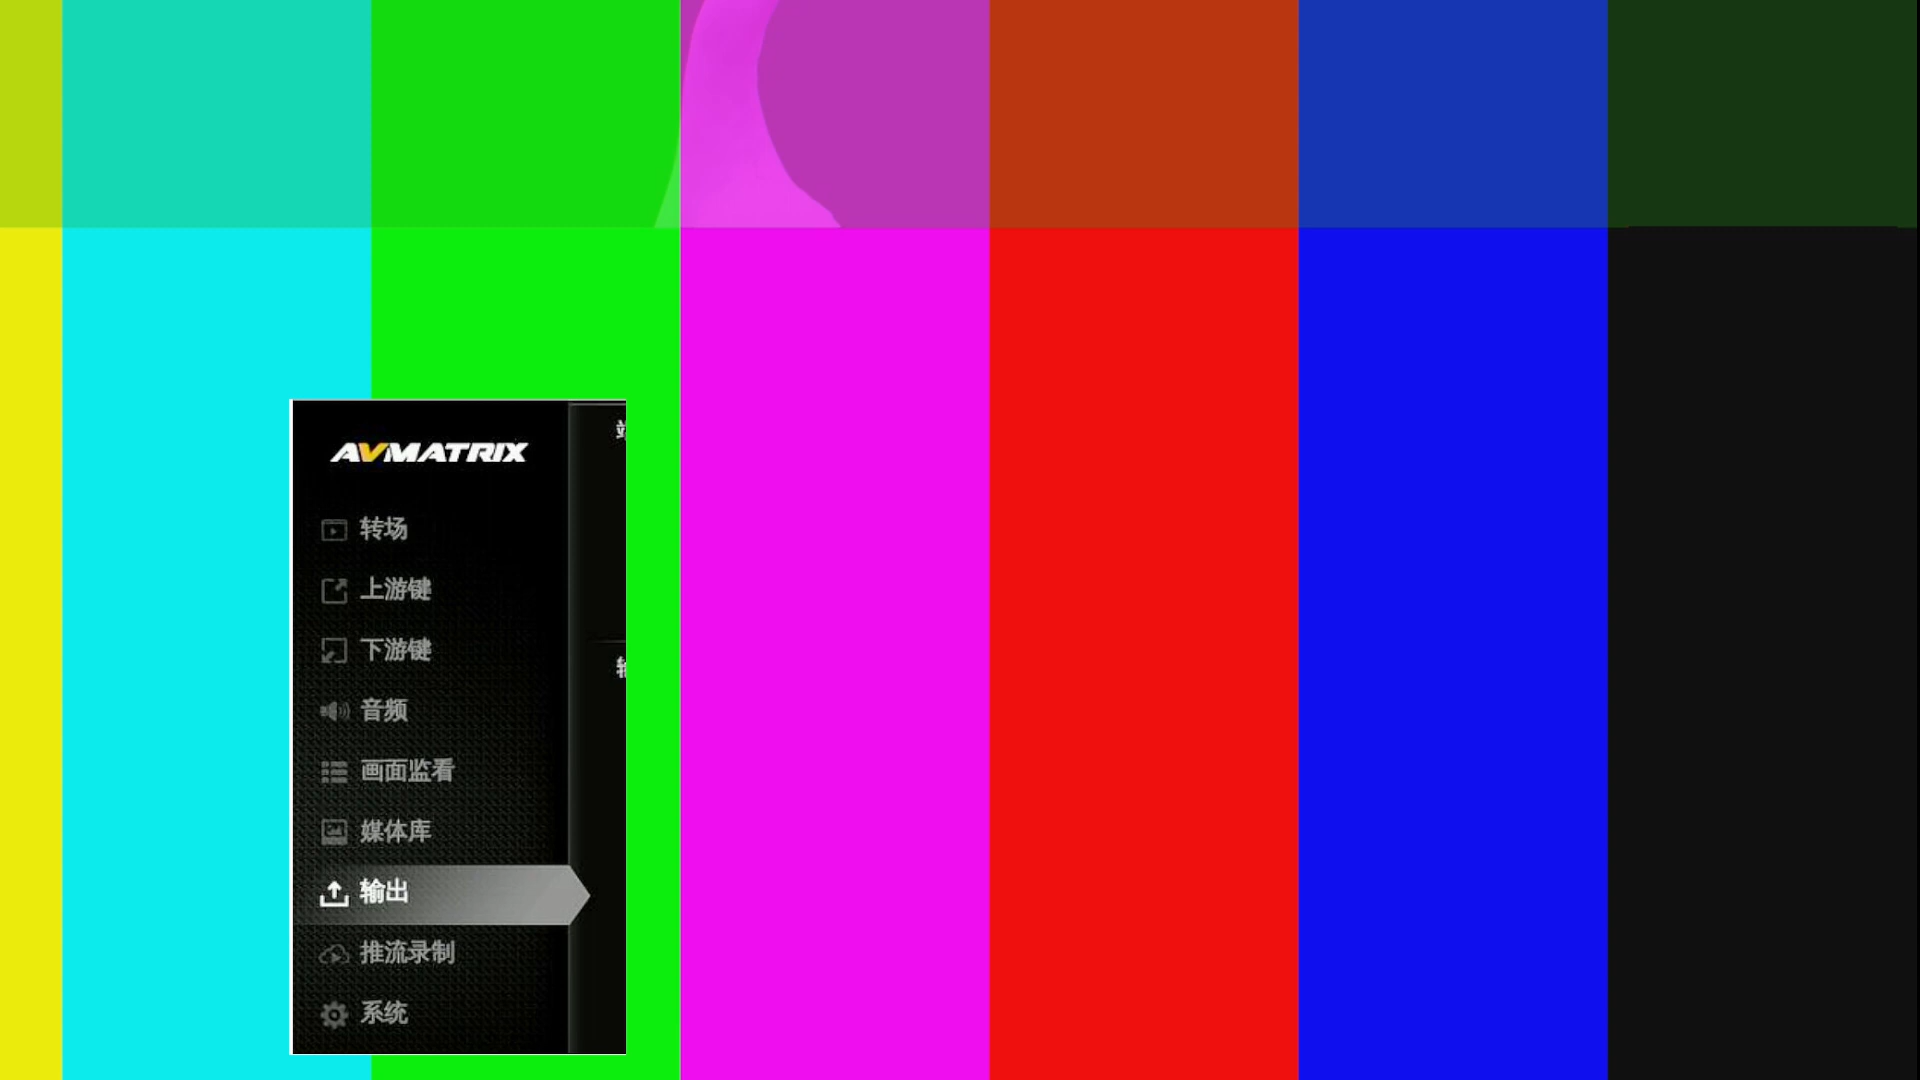 AVMATRIX
转场
上游键
下游键
音频
画面监看
媒体库
输出
推流录制
系统